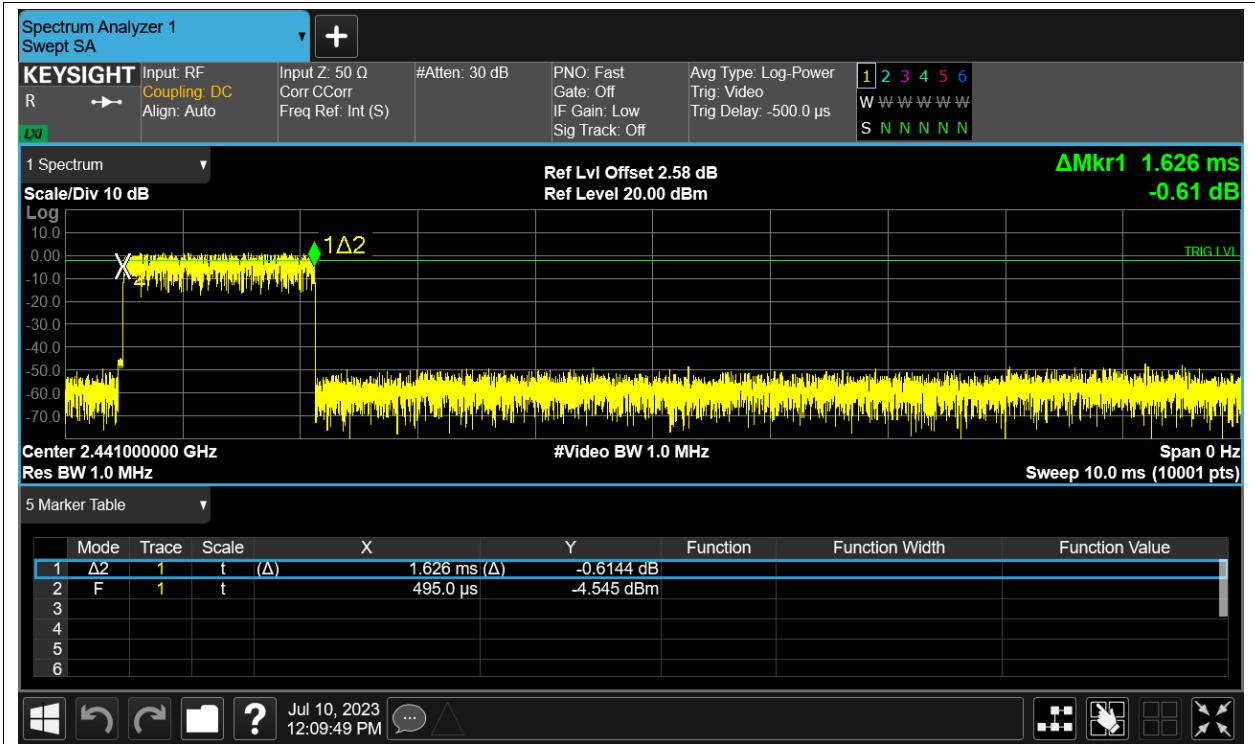 Spectrum Analyzer 1
Swept SA
KEYSIGHT
R
LXI
Input: RF
Coupling: DC
Align: Auto
Input Z: 50 Ω
Corr CCorr
Freq Ref: Int (S)
#Atten: 30 dB
PNO: Fast
Gate: Off
IF Gain: Low
Sig Track: Off
Avg Type: Log-Power
Trig: Video
Trig Delay: -500.0 µs
1 2 3 4 5 6
W W W W W W
S N N N N N
1 Spectrum
Scale/Div 10 dB
Ref Lvl Offset 2.58 dB
Ref Level 20.00 dBm
ΔMkr1 1.626 ms
-0.61 dB
Log
10.0
0.00
-10.0
-20.0
-30.0
-40.0
-50.0
-60.0
-70.0
X
2
1Δ2
TRIG LVL
Center 2.441000000 GHz
#Video BW 1.0 MHz
Span 0 Hz
Res BW 1.0 MHz
Sweep 10.0 ms (10001 pts)
5 Marker Table
Mode Trace Scale X Y Function Function Width Function Value
1 Δ2 1 t (Δ) 1.626 ms (Δ) -0.6144 dB
2 F 1 t 495.0 µs -4.545 dBm
3
4
5
6
?
Jul 10, 2023
12:09:49 PM